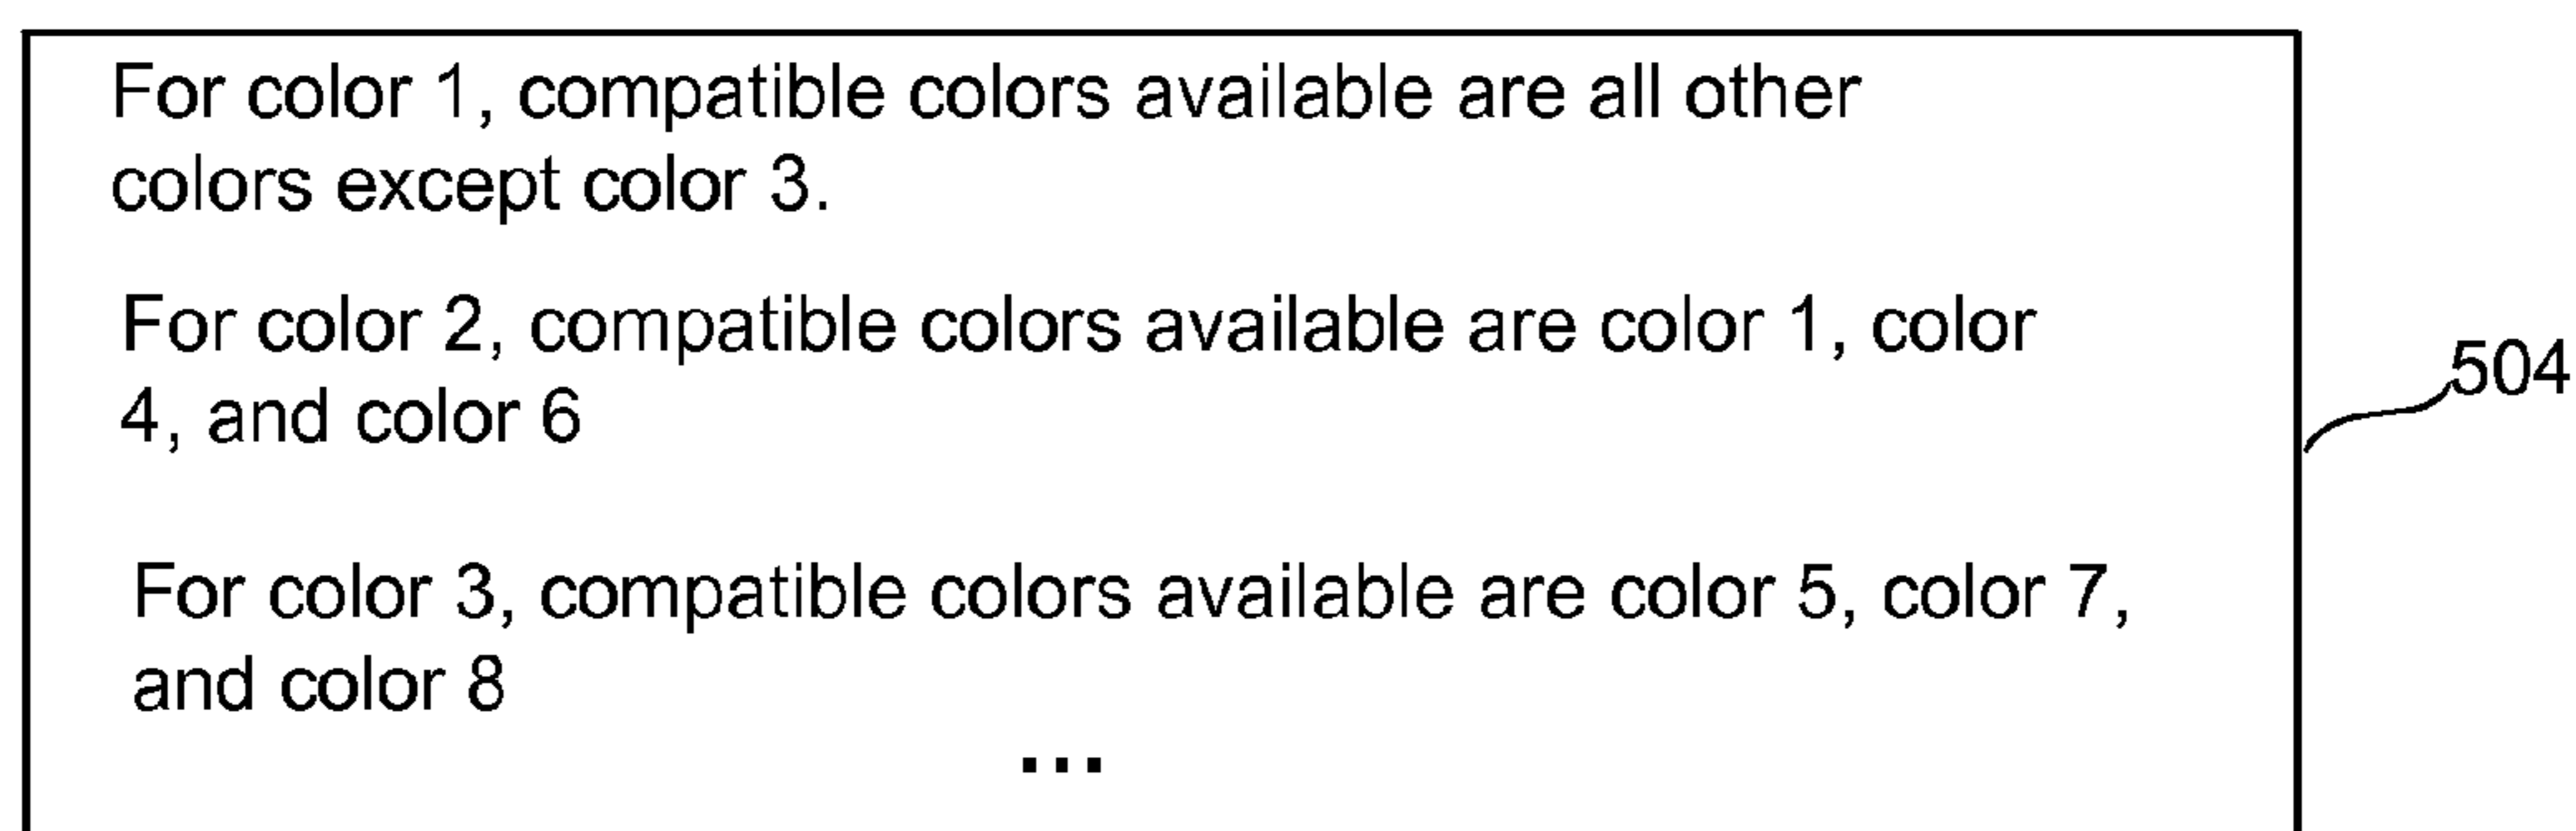 For color 1, compatible colors available are all other
colors except color 3.
For color 2, compatible colors available are color 1, color
4, and color 6
504
For color 3, compatible colors available are color 5, color 7,
and color 8
...